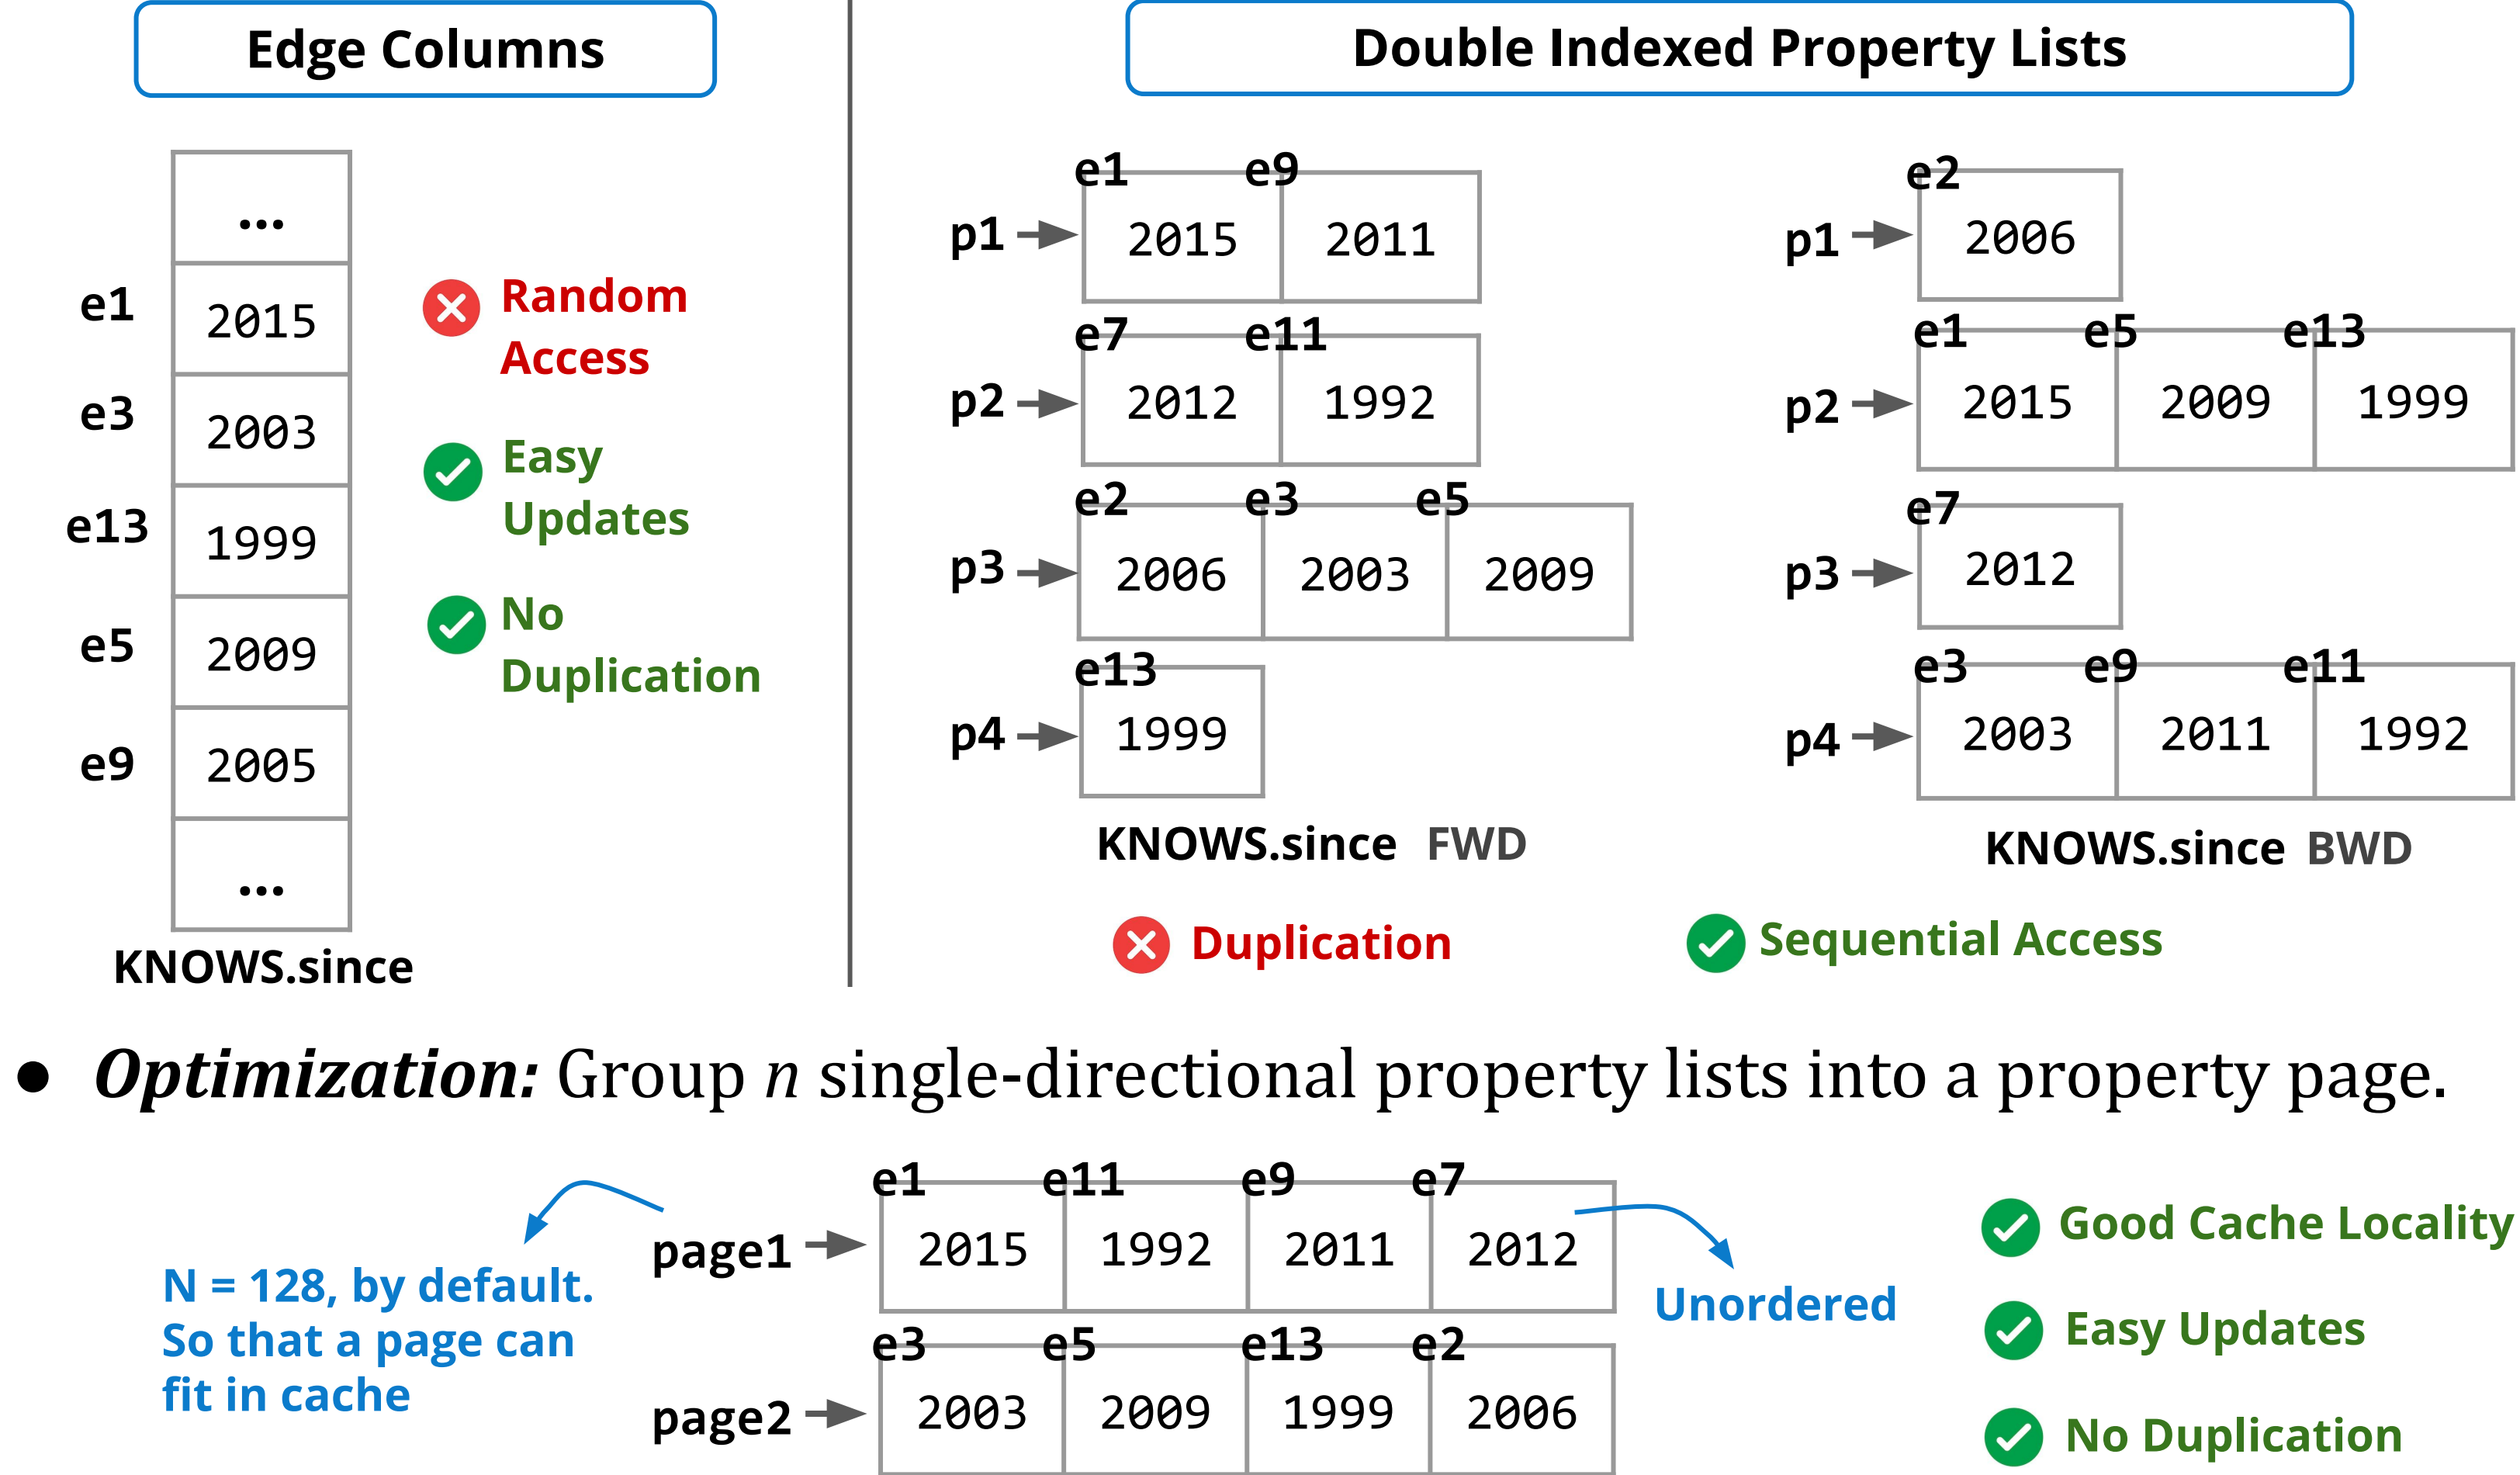 Edge Columns
...
e1 2015
e3 2003
e13 1999
e5 2009
e9 2005
...
KNOWS.since
Random
Access
Easy
Updates
No
Duplication
Double Indexed Property Lists
e1 e9
p1 2015 2011
e7 e11
p2 2012 1992
e2 e3 e5
p3 2006 2003 2009
e13
p4 1999
KNOWS.since FWD
e2
p1 2006
e1 e5 e13
p2 2015 2009 1999
e7
p3 2012
e3 e9 e11
p4 2003 2011 1992
KNOWS.since BWD
Duplication
Sequential Access
● Optimization: Group n single-directional property lists into a property page.
N = 128, by default.
So that a page can
fit in cache
e1 e11 e9 e7
page1 2015 1992 2011 2012
Unordered
e3 e5 e13 e2
page2 2003 2009 1999 2006
Good Cache Locality
Easy Updates
No Duplication